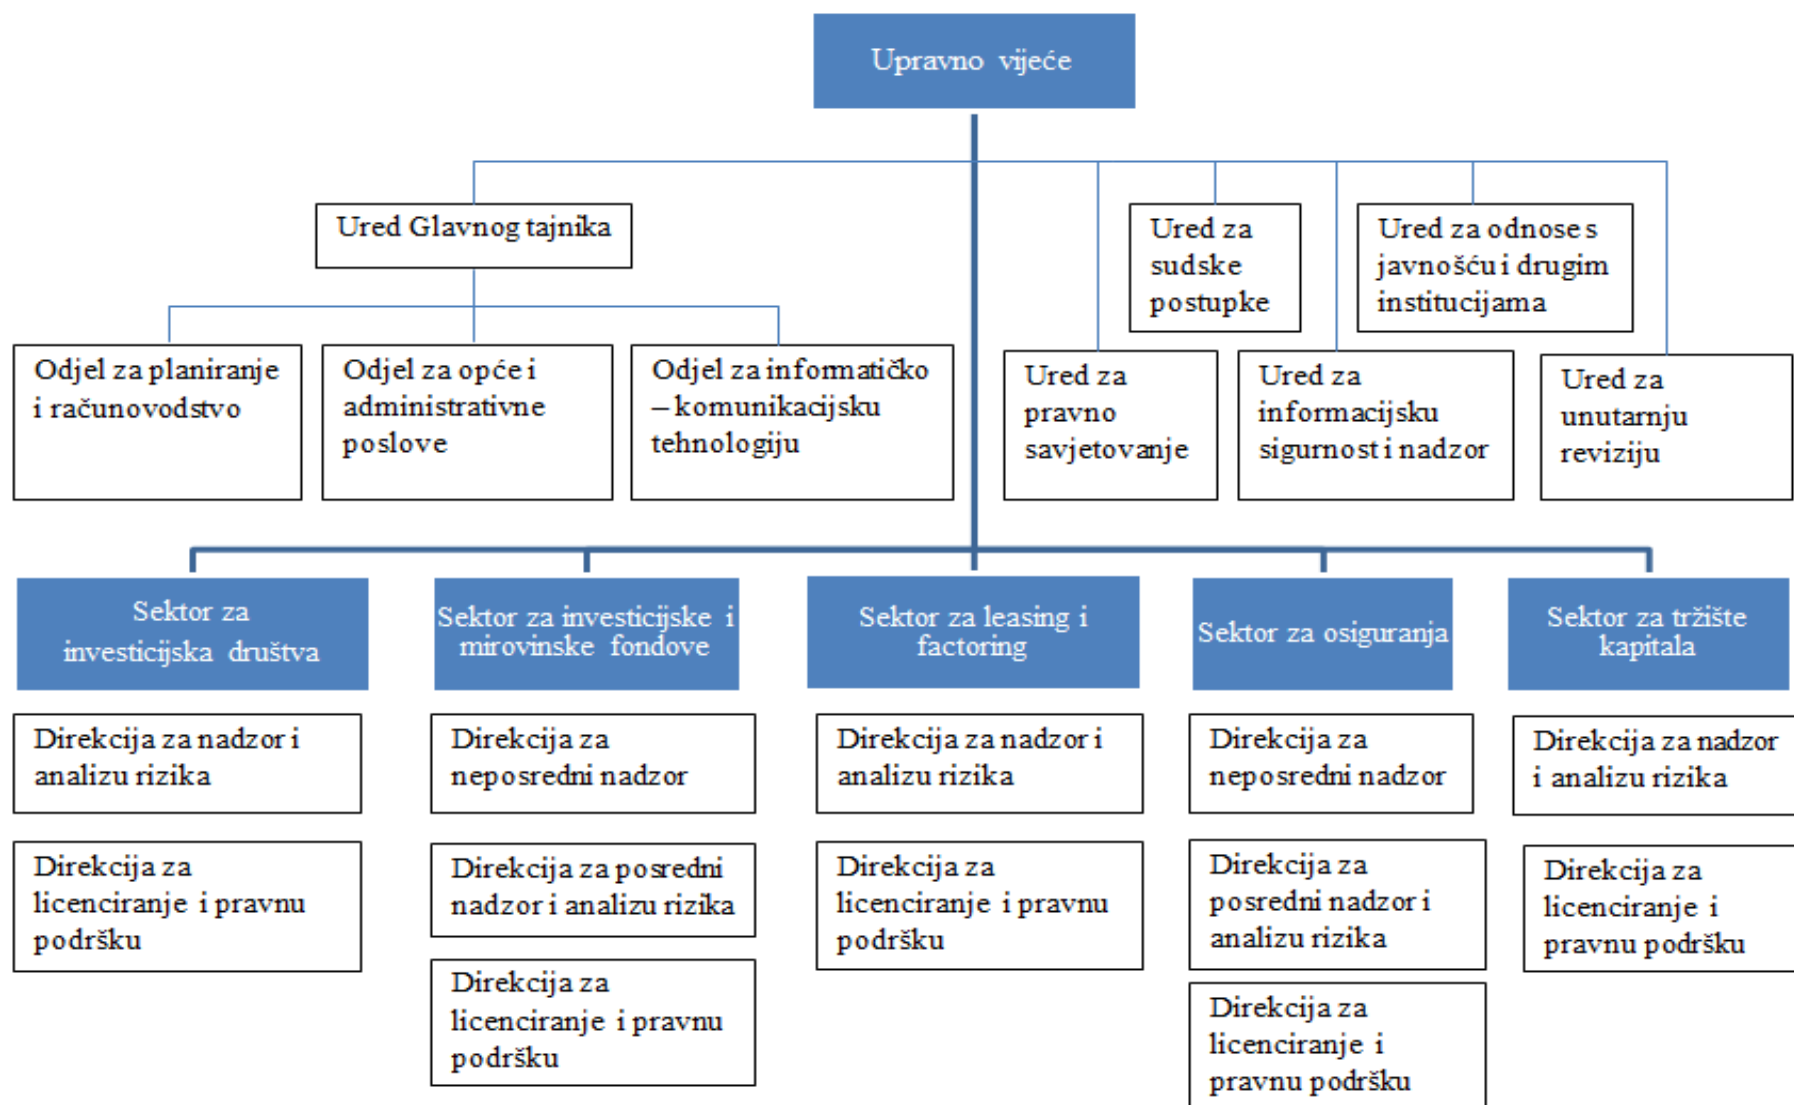 Upravno vijeće
Ured Glavnog tajnika
Ured za
sudske
postupke
Ured za odnose s
javnošću i drugim
institucijama
Odjel za planiranje
i računovodstvo
Odjel za opće i
administrativne
poslove
Odjel za informatičko
– komunikacijsku
tehnologiju
Ured za
pravno
savjetovanje
Ured za
informacijsku
sigurnost i nadzor
Ured za
unutarnju
reviziju
Sektor za
investicijska društva
Sektor za investicijske i
mirovinske fondove
Sektor za leasing i
factoring
Sektor za osiguranja
Sektor za tržište
kapitala
Direkcija za nadzor i
analizu rizika
Direkcija za
neposredni nadzor
Direkcija za nadzor i
analizu rizika
Direkcija za
neposredni nadzor
Direkcija za nadzor
i analizu rizika
Direkcija za
licenciranje i pravnu
podršku
Direkcija za posredni
nadzor i analizu rizika
Direkcija za
licenciranje i pravnu
podršku
Direkcija za
posredni nadzor i
analizu rizika
Direkcija za
licenciranje i
pravnu podršku
Direkcija za
licenciranje i pravnu
podršku
Direkcija za
licenciranje i
pravnu podršku